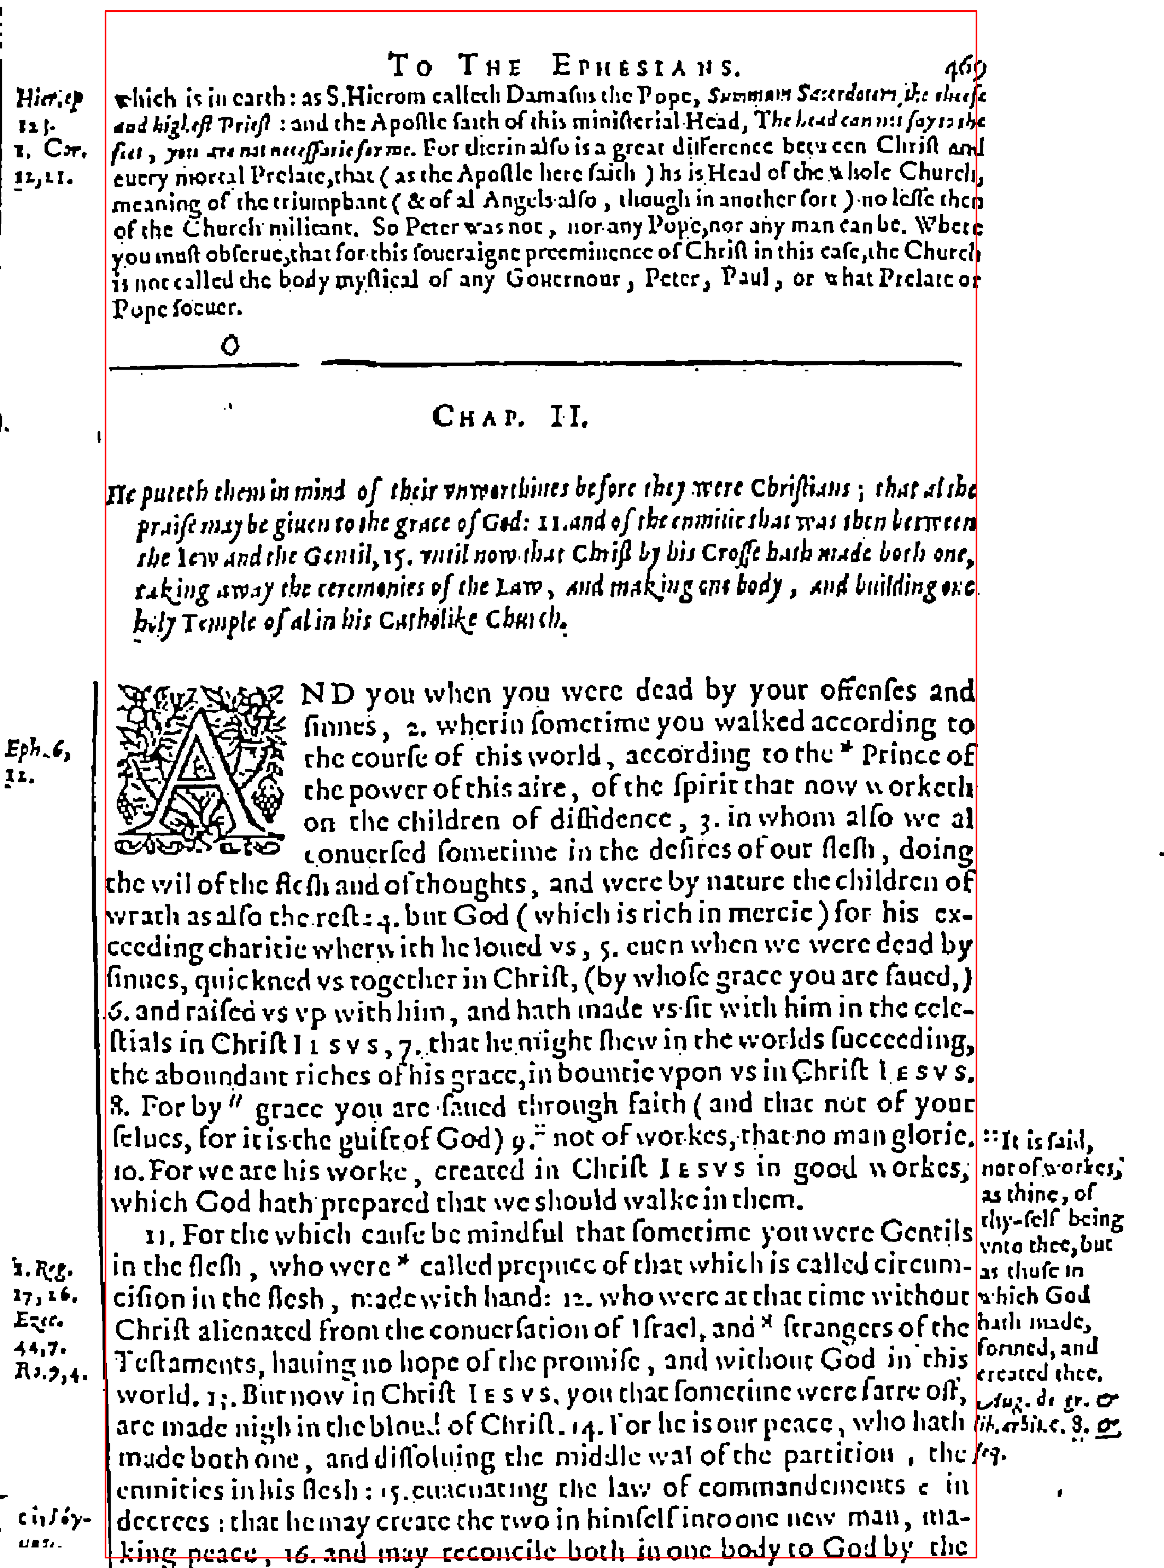 TO THE EPHESIANS. 469
which is in earth: as S. Hierom calleth Damasus the Pope, Summum Sacerdotem, the cheefe
and highest Priest : and the Apostle saith of this ministerial Head, The head can not say to the
feet, you are not necessarie for me. For therin also is a great difference between Christ and
euery mortal Prelate, that ( as the Apostle here saith ) he is Head of the whole Church,
meaning of the triumphant ( & of al Angels also , though in another sort ) no lesse then
of the Church militant. So Peter was not , nor any Pope, nor any man can be. Where
you must obserue, that for this soueraigne preeminence of Christ in this case, the Church
is not called the body mystical of any Gouernour , Peter, Paul , or what Prelate or
Pope soeuer.
CHAP. II.
He putteth them in mind of their vnworthines before they were Christians ; that al the
praise may be giuen to the grace of God: 11. and of the enmitie that was then between
the Iew and the Gentil, 15. vntil now that Christ by his Crosse hath made both one,
taking away the ceremonies of the Law , and making one body , and building one
holy Temple of al in his Catholike Church.
AND you when you were dead by your offenses and
sinnes , 2. wherin sometime you walked according to
the course of this world , according to the * Prince of
the power of this aire , of the spirit that now worketh
on the children of diffidence , 3. in whom also we al
conuersed sometime in the desires of our flesh , doing
the wil of the flesh and of thoughts , and were by nature the children of
wrath as also the rest: 4. but God ( which is rich in mercie ) for his ex-
ceeding charitie wherwith he loued vs , 5. euen when we were dead by
sinnes, quickned vs together in Christ, (by whose grace you are saued,)
6. and raised vs vp with him , and hath made vs sit with him in the cele-
stials in Christ IESVS, 7. that he might shew in the worlds succeeding,
the aboundant riches of his grace, in bountie vpon vs in Christ IESVS.
8. For by " grace you are saued through faith ( and that not of your
selues, for it is the guift of God) 9. :: not of workes, that no man glorie.
10. For we are his worke , created in Christ IESVS in good workes,
which God hath prepared that we should walke in them.
11. For the which cause be mindful that sometime you were Gentils
in the flesh , who were * called prepuce of that which is called circum-
cision in the flesh , made with hand: 12. who were at that time without
Christ alienated from the conuersation of Israel, and * strangers of the
Testaments, hauing no hope of the promise , and without God in this
world. 13. But now in Christ IESVS, you that sometime were farre off,
are made nigh in the bloud of Christ. 14. For he is our peace , who hath
made both one , and dissoluing the middle wal of the partition , the
enmities in his flesh : 15. euacuating the law of commandements c in
decrees : that he may create the two in himself into one new man , ma-
king peace , 16. and may reconcile both in one body to God by the
Hier. ep
123.
1. Cor.
12,21.
Eph. 6,
12.
1. Reg.
17, 26.
Ezec.
44,7.
Ro. 9, 4.
:: It is said,
not of workes,
as thine, of
thy-self being
vnto thee, but
as those in
which God
hath made,
formed, and
created thee.
Aug. de gr. &
lib. arbit. c. 8. &
seq.